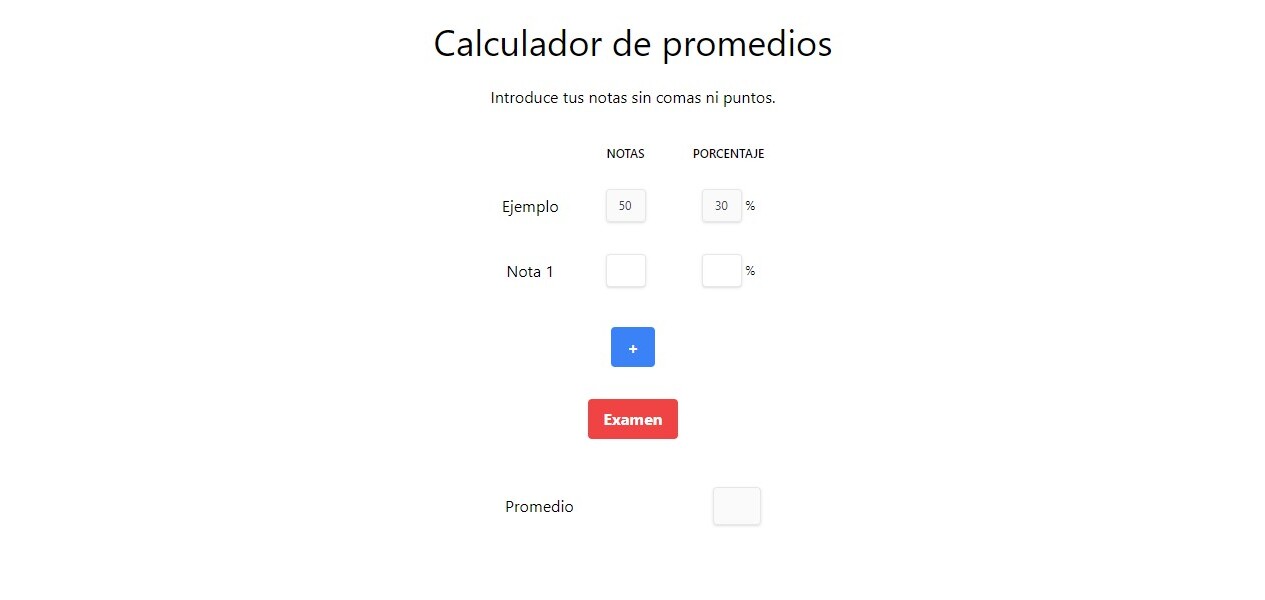 Calculador de promedios
Introduce tus notas sin comas ni puntos.
NOTAS PORCENTAJE
Ejemplo 50 30 %
Nota 1 %
+
Examen
Promedio